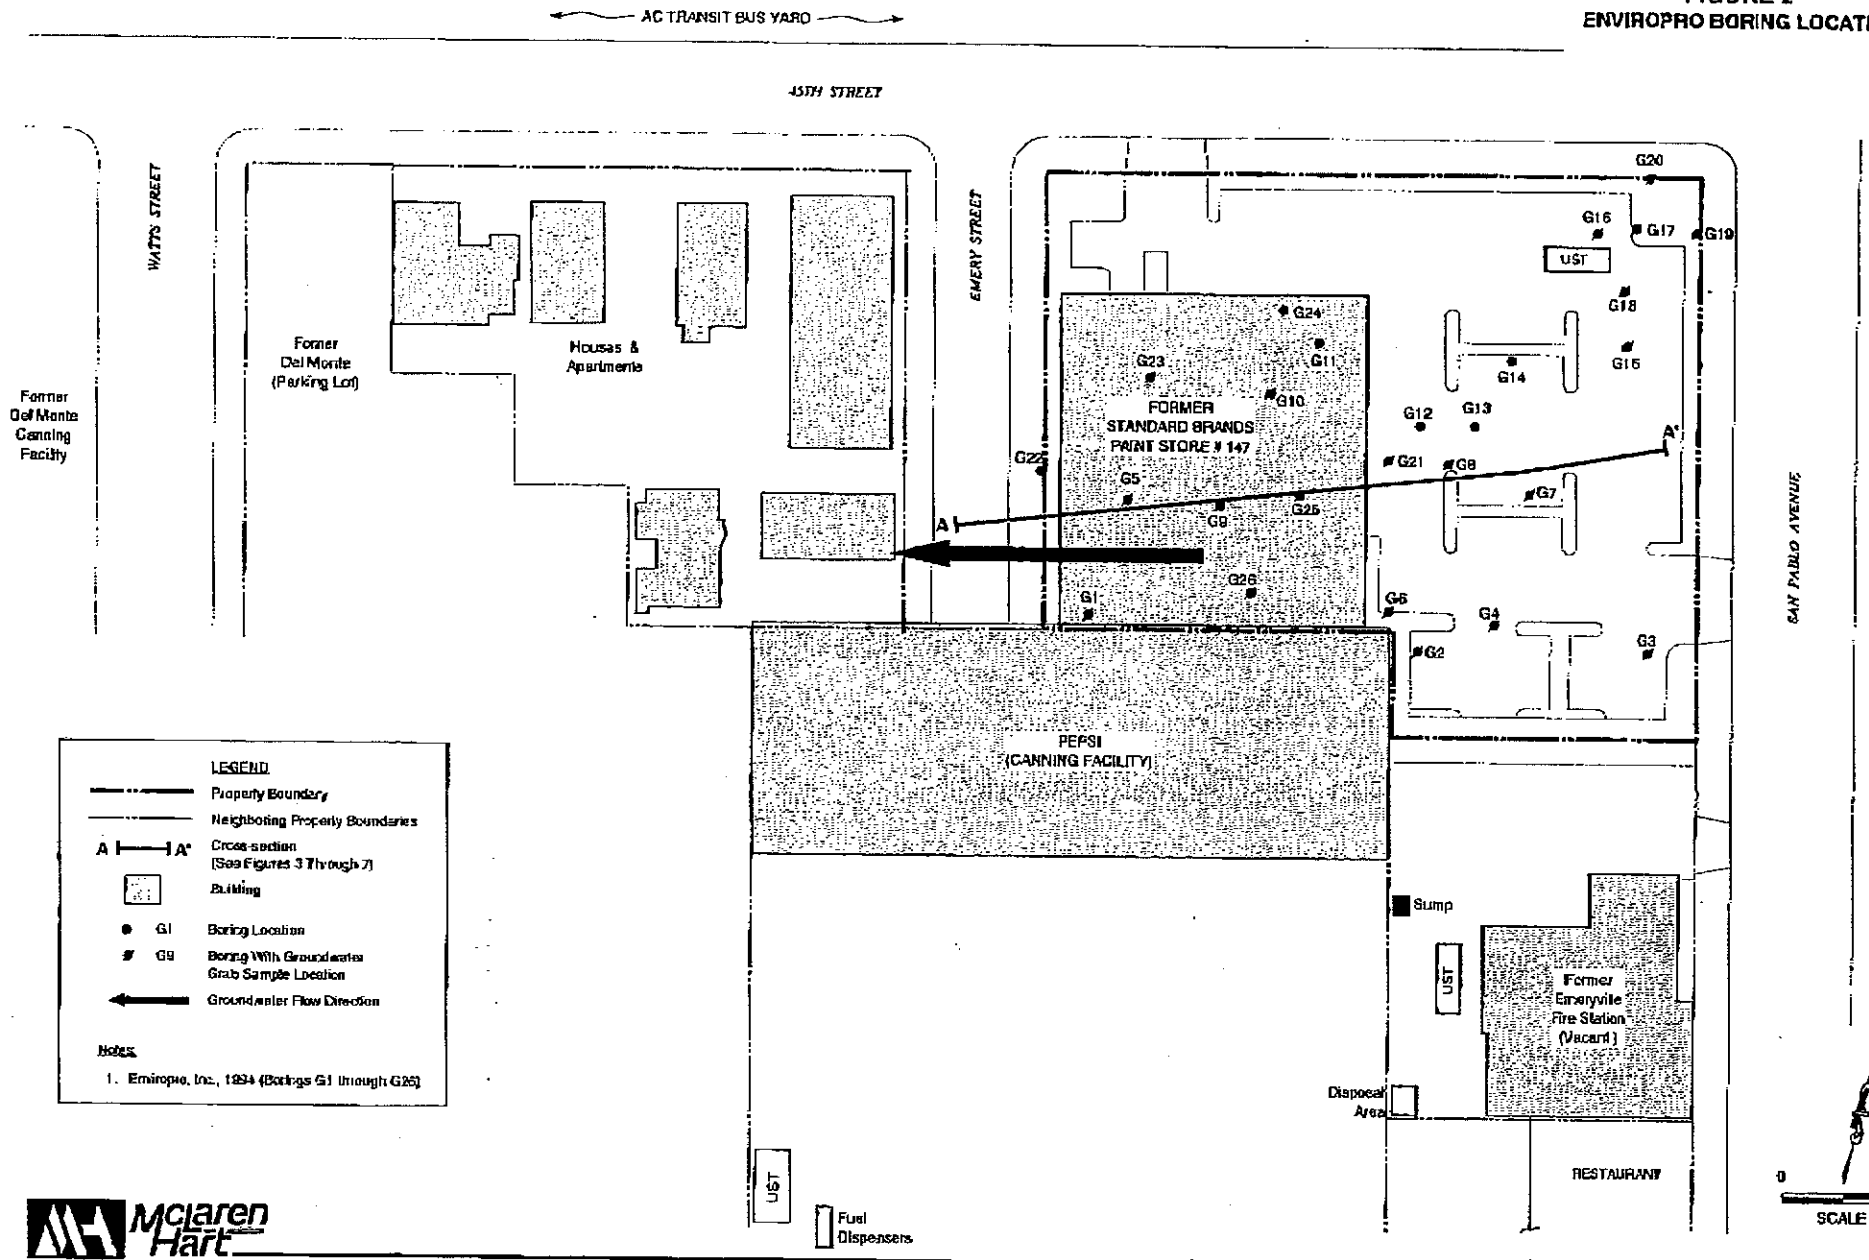 ENVIROPRO BORING LOCATI
AC TRANSIT BUS YARD
45TH STREET
WATTS STREET
EMERY STREET
SAN PABLO AVENUE
G20
G16
G17
G19
UST
G18
G24
G11
G15
G14
G23
G10
G12
G13
Former
Del Monte
(Parking Lot)
Houses &
Apartments
Former
Del Monte
Canning
Facility
FORMER
STANDARD BRANDS
PAINT STORE # 147
A'
G22
G21
G8
G5
G7
G9
G25
A
G26
G1
G6
G4
G2
G3
PEPSI
(CANNING FACILITY)
LEGEND
Property Boundary
Neighboring Property Boundaries
A A' Cross-section
(See Figures 3 Through 7)
Building
G1 Boring Location
G9 Boring With Groundwater
Grab Sample Location
Groundwater Flow Direction
Notes:
1. Enviropro, Inc., 1994 (Borings G1 through G26)
Sump
UST
Former
Emeryville
Fire Station
(Vacant)
Disposal
Area
RESTAURANT
UST
Fuel
Dispensers
0
SCALE
McLaren
Hart